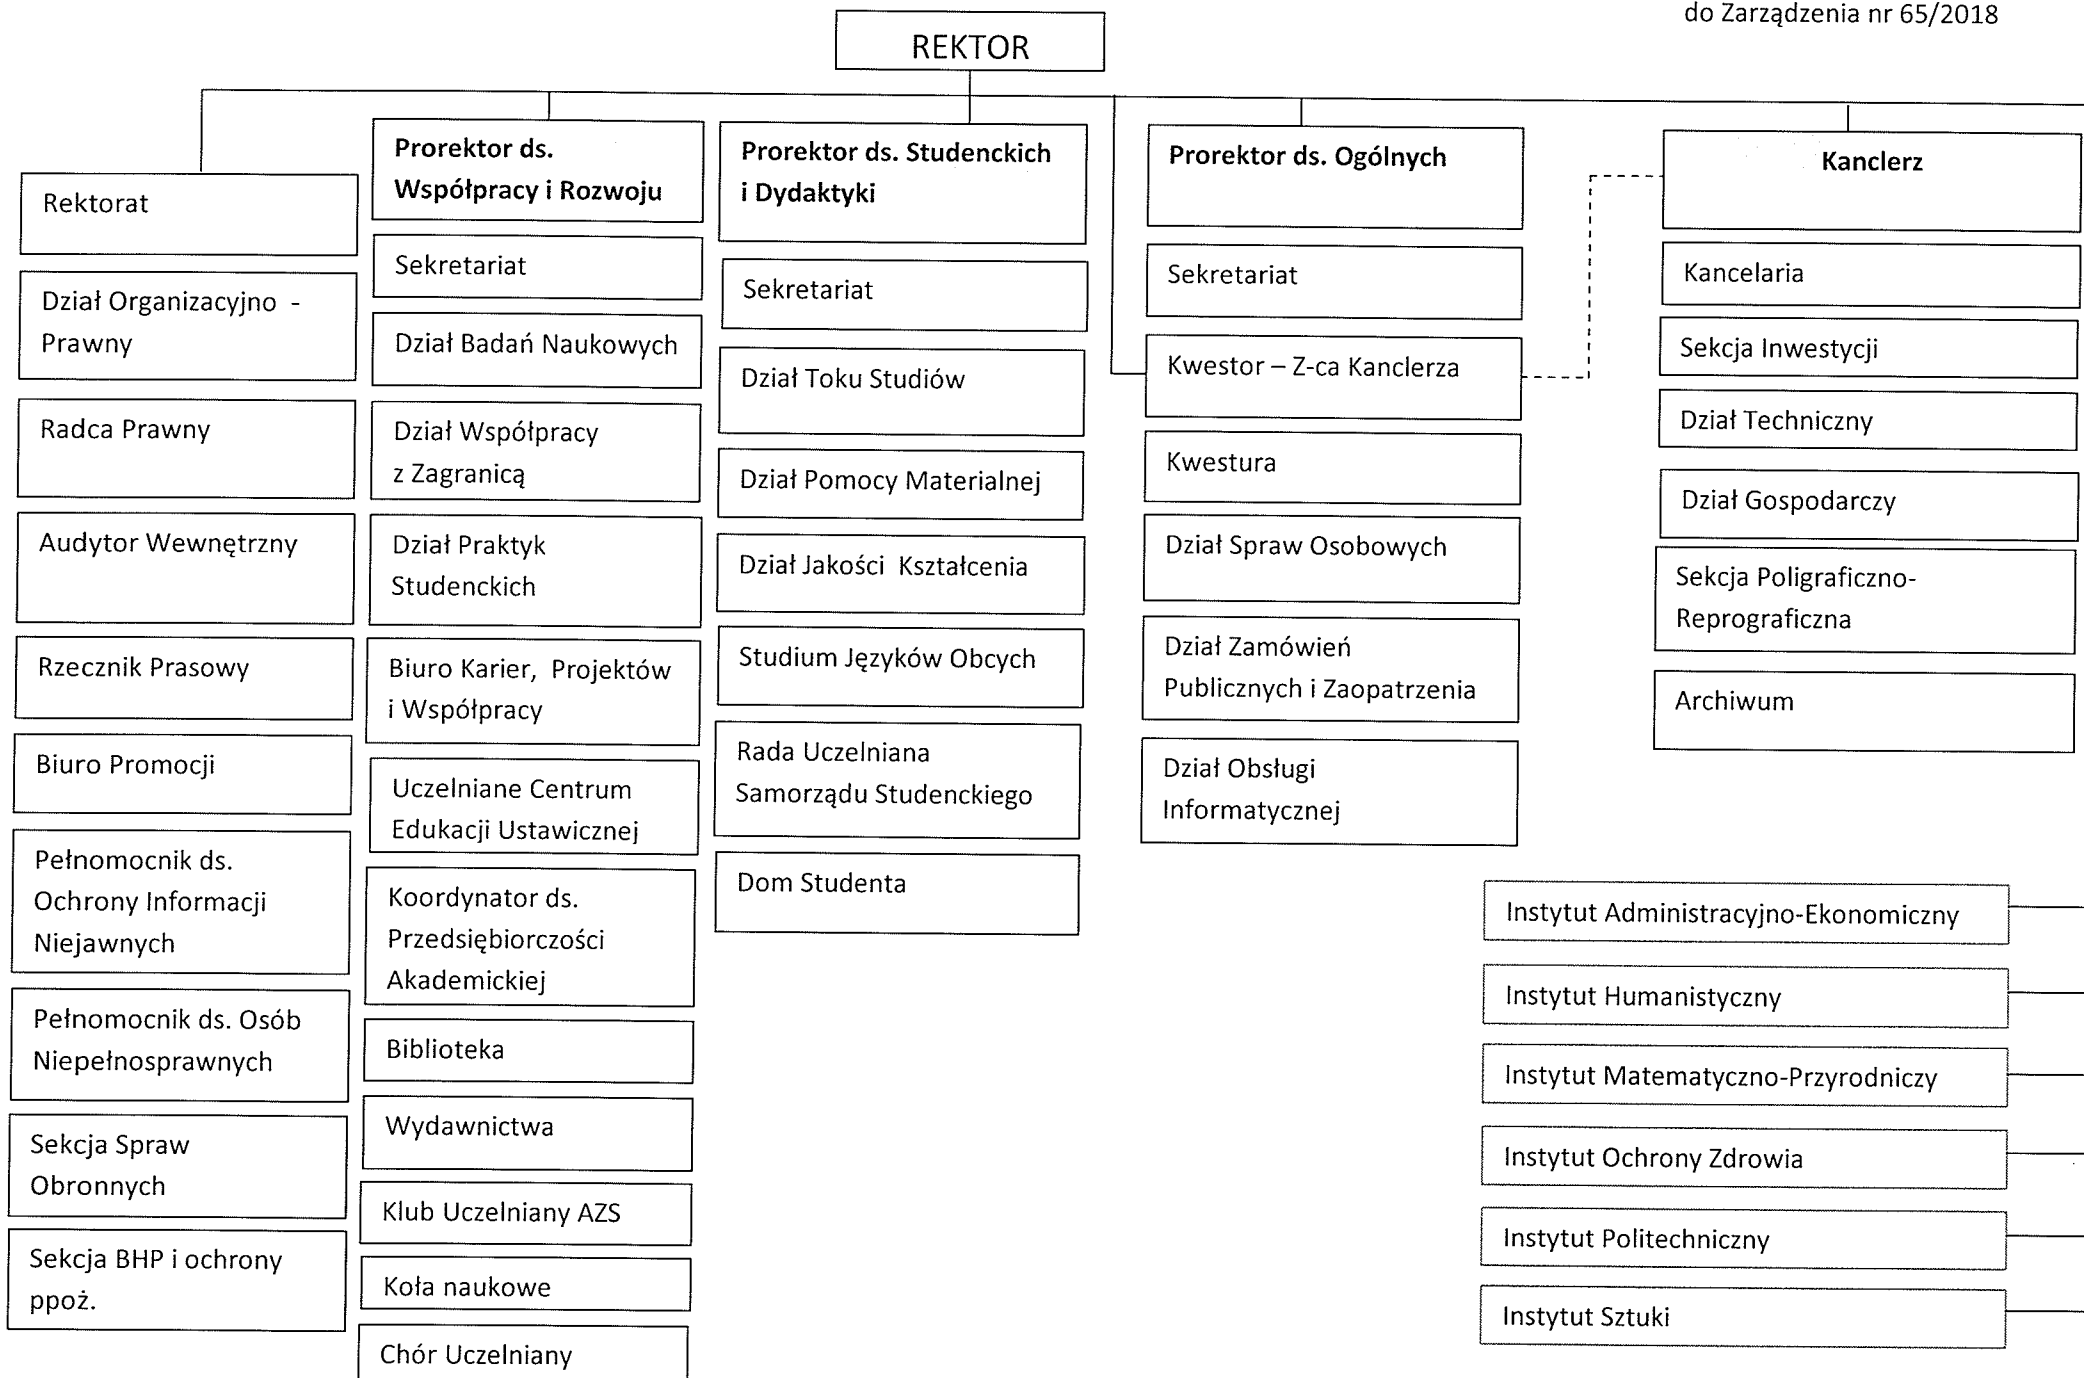 do Zarządzenia nr 65/2018
REKTOR
Rektorat
Dział Organizacyjno -
Prawny
Radca Prawny
Audytor Wewnętrzny
Rzecznik Prasowy
Biuro Promocji
Pełnomocnik ds.
Ochrony Informacji
Niejawnych
Pełnomocnik ds. Osób
Niepełnosprawnych
Sekcja Spraw
Obronnych
Sekcja BHP i ochrony
ppoż.
Prorektor ds.
Współpracy i Rozwoju
Sekretariat
Dział Badań Naukowych
Dział Współpracy
z Zagranicą
Dział Praktyk
Studenckich
Biuro Karier, Projektów
i Współpracy
Uczelniane Centrum
Edukacji Ustawicznej
Koordynator ds.
Przedsiębiorczości
Akademickiej
Biblioteka
Wydawnictwa
Klub Uczelniany AZS
Koła naukowe
Chór Uczelniany
Prorektor ds. Studenckich
i Dydaktyki
Sekretariat
Dział Toku Studiów
Dział Pomocy Materialnej
Dział Jakości Kształcenia
Studium Języków Obcych
Rada Uczelniana
Samorządu Studenckiego
Dom Studenta
Prorektor ds. Ogólnych
Sekretariat
Kwestor – Z-ca Kanclerza
Kwestura
Dział Spraw Osobowych
Dział Zamówień
Publicznych i Zaopatrzenia
Dział Obsługi
Informatycznej
Kanclerz
Kancelaria
Sekcja Inwestycji
Dział Techniczny
Dział Gospodarczy
Sekcja Poligraficzno-
Reprograficzna
Archiwum
Instytut Administracyjno-Ekonomiczny
Instytut Humanistyczny
Instytut Matematyczno-Przyrodniczy
Instytut Ochrony Zdrowia
Instytut Politechniczny
Instytut Sztuki